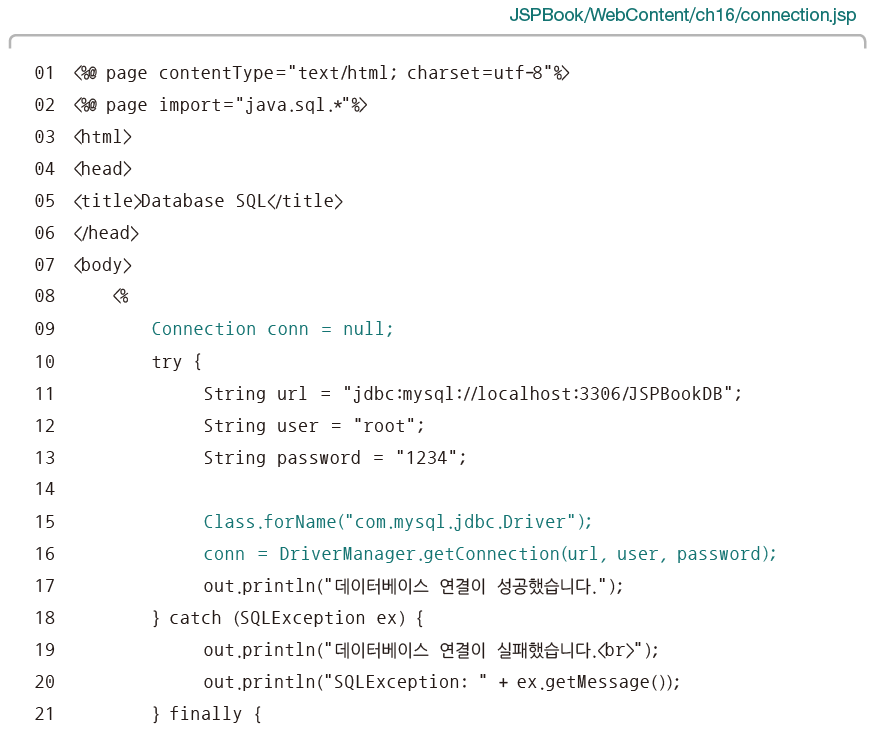 JSPBook/WebContent/ch16/connection.jsp
01 <%@ page contentType="text/html; charset=utf-8"%>
02 <%@ page import="java.sql.*"%>
03 <html>
04 <head>
05 <title>Database SQL</title>
06 </head>
07 <body>
08     <%
09         Connection conn = null;
10         try {
11             String url = "jdbc:mysql://localhost:3306/JSPBookDB";
12             String user = "root";
13             String password = "1234";
14
15             Class.forName("com.mysql.jdbc.Driver");
16             conn = DriverManager.getConnection(url, user, password);
17             out.println("데이터베이스 연결이 성공했습니다.");
18         } catch (SQLException ex) {
19             out.println("데이터베이스 연결이 실패했습니다.<br>");
20             out.println("SQLException: " + ex.getMessage());
21         } finally {